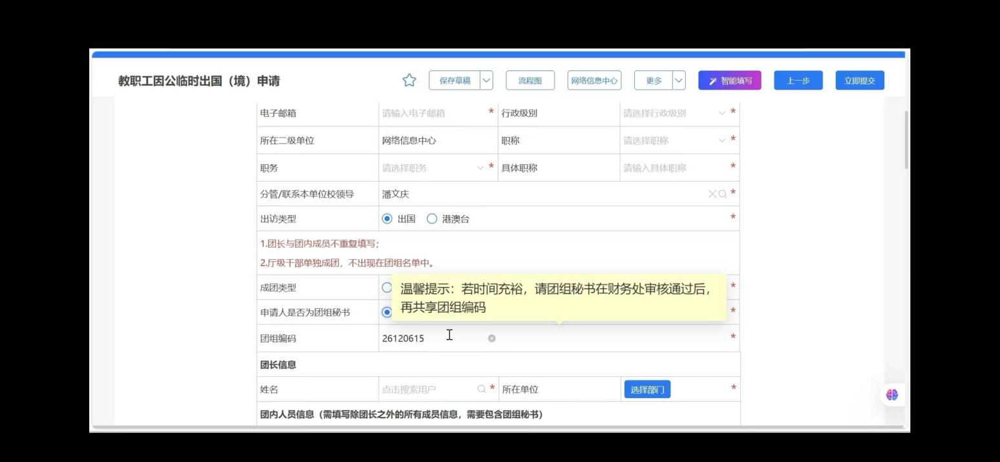 教职工因公临时出国（境）申请 保存草稿 流程图 网络信息中心 更多 智能填写 上一步 立即提交
电子邮箱 请输入电子邮箱 * 行政级别 请选择行政级别 *
所在二级单位 网络信息中心 职称 请选择职称 *
职务 请选择职务 * 具体职称 请输入具体职称 *
分管/联系本单位校领导 潘文庆 *
出访类型 出国 港澳台 *
1.团长与团内成员不重复填写；
2.厅级干部单独成团，不出现在团组名单中。
成团类型 *
温馨提示：若时间充裕，请团组秘书在财务处审核通过后，
再共享团组编码
申请人是否为团组秘书 *
团组编码 26120615 *
团长信息
姓名 点击搜索用户 * 所在单位 选择部门 *
团内人员信息（需填写除团长之外的所有成员信息，需要包含团组秘书）